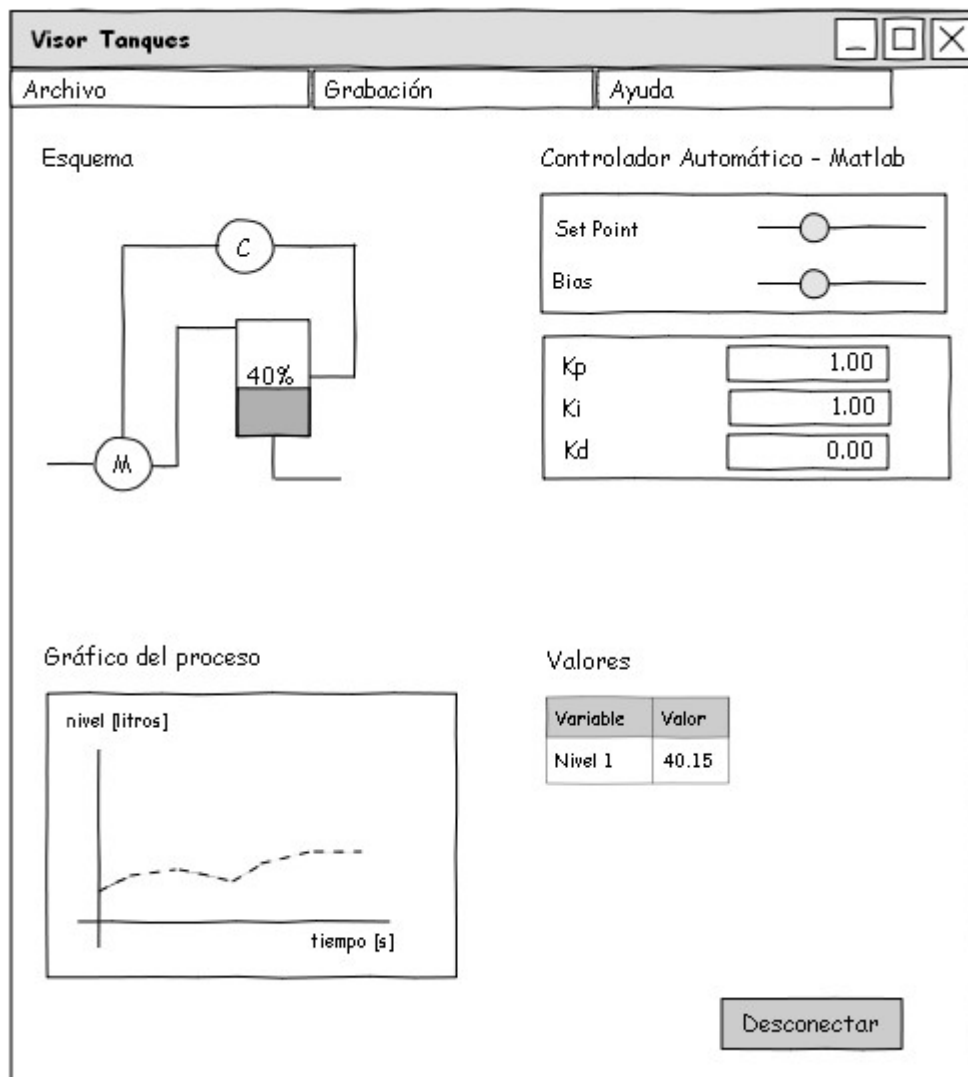 Visor Tanques
Archivo Grabación Ayuda
Esquema
C
40%
M
Controlador Automático - Matlab
Set Point
Bias
Kp 1.00
Ki 1.00
Kd 0.00
Gráfico del proceso
nivel [litros]
tiempo [s]
Valores
Variable Valor
Nivel 1 40.15
Desconectar